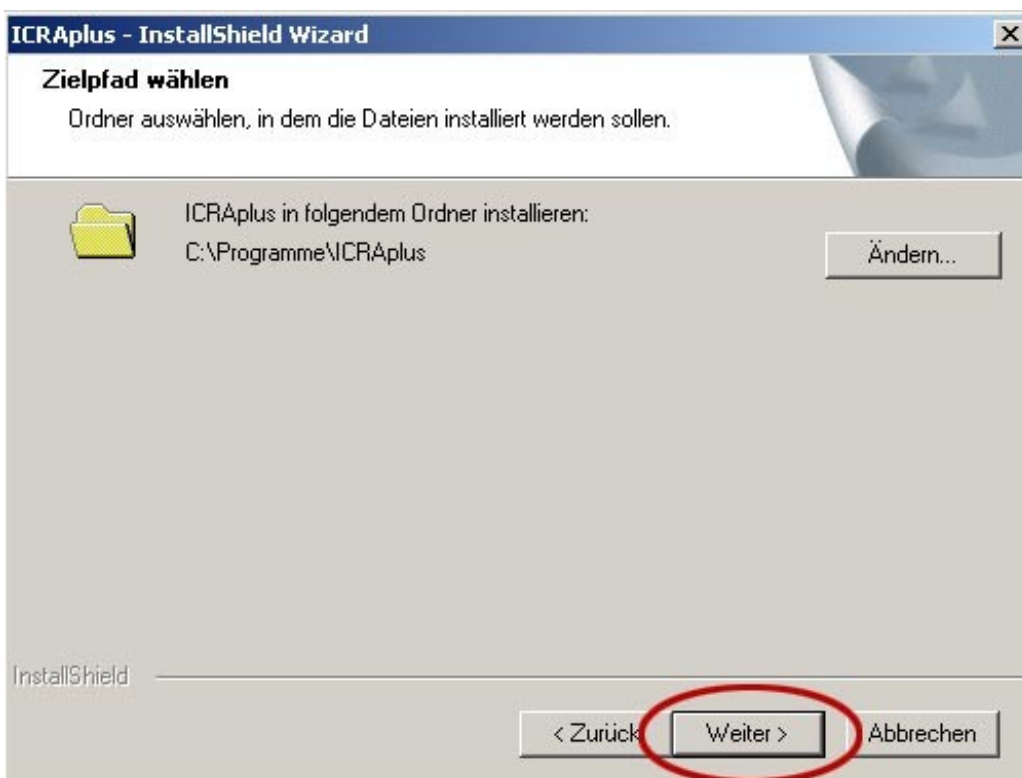 ICRAplus - InstallShield Wizard
Zielpfad wählen
Ordner auswählen, in dem die Dateien installiert werden sollen.
ICRAplus in folgendem Ordner installieren:
C:\Programme\ICRAplus
Ändern...
InstallShield
< Zurück
Weiter >
Abbrechen